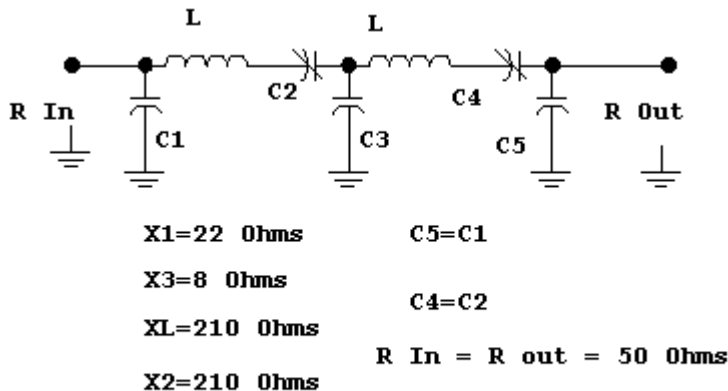 L
L
C2
C4
R In
C1
C3
C5
R Out
X1=22 Ohms
C5=C1
X3=8 Ohms
C4=C2
XL=210 Ohms
R In = R out = 50 Ohms
X2=210 Ohms